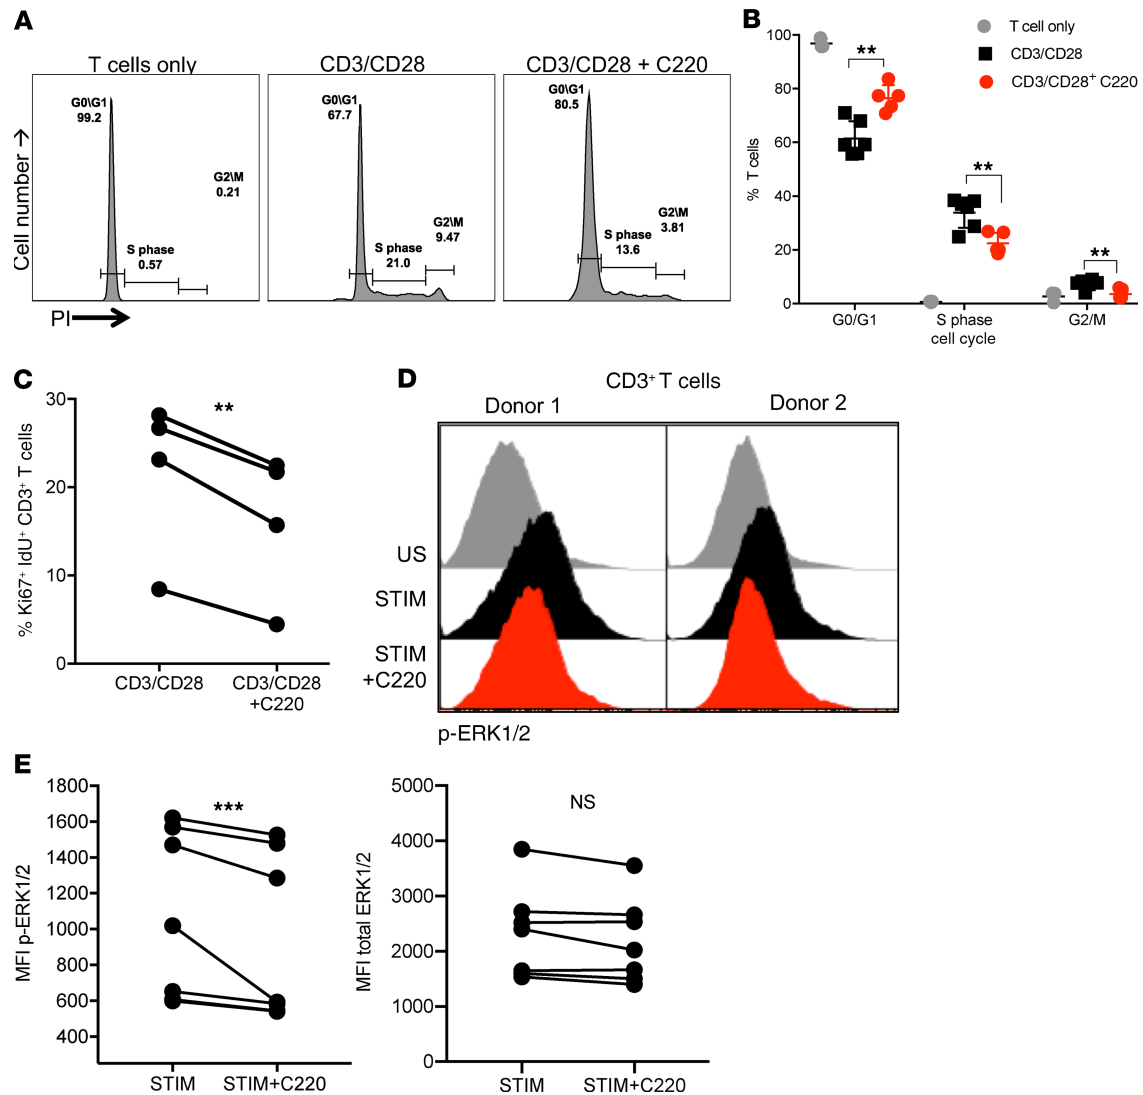 A
T cells only
CD3/CD28
CD3/CD28 + C220
Cell number →
G0\G1
99.2
G2\M
0.21
S phase
0.57
G0\G1
67.7
G2\M
9.47
S phase
21.0
G0\G1
80.5
G2\M
3.81
S phase
13.6
PI
B
T cell only
CD3/CD28
CD3/CD28+ C220
% T cells
100
80
60
40
20
0
**
**
**
G0/G1
S phase
G2/M
cell cycle
C
% Ki67+ IdU+ CD3+ T cells
30
20
10
0
**
CD3/CD28
CD3/CD28
+C220
D
CD3+ T cells
Donor 1
Donor 2
US
STIM
STIM
+C220
p-ERK1/2
E
MFI p-ERK1/2
1800
1600
1400
1200
1000
800
600
400
***
STIM
STIM+C220
MFI total ERK1/2
5000
4000
3000
2000
1000
0
NS
STIM
STIM+C220